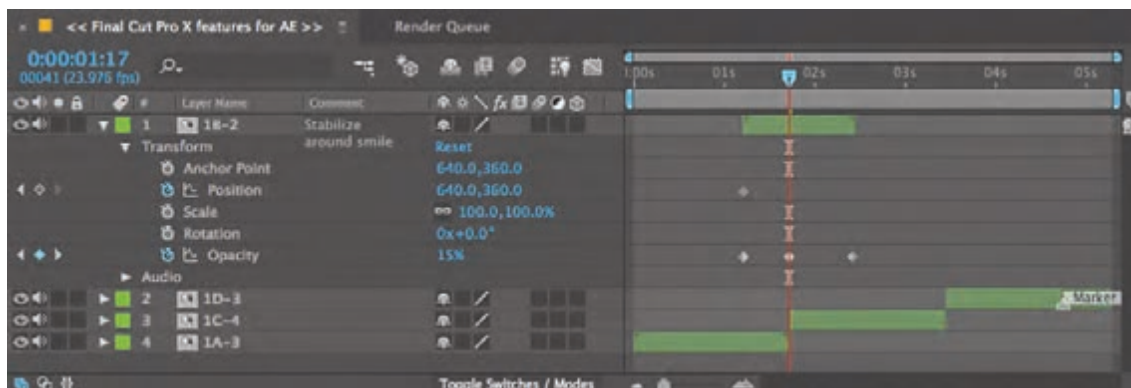 << Final Cut Pro X features for AE >> Render Queue
0:00:01:17
00041 (23.976 fps)
1:00s 01s 02s 03s 04s 05s
# Layer Name Comment fx
1 1B-2 Stabilize around smile
Transform Reset
Anchor Point 640.0,360.0
Position 640.0,360.0
Scale 100.0,100.0%
Rotation 0x+0.0°
Opacity 15%
Audio
2 1D-3 Marker
3 1C-4
4 1A-3
Toggle Switches / Modes